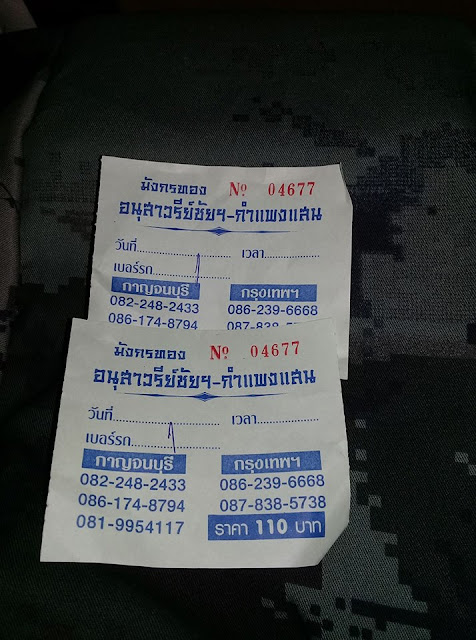 มังกรทอง № 04677
อนุสาวรีย์ชัยฯ-กำแพงแสน
วันที่.................... เวลา...............
เบอร์รถ....................
กาญจนบุรี กรุงเทพฯ
082-248-2433 086-239-6668
086-174-8794 087-838-5
มังกรทอง № 04677
อนุสาวรีย์ชัยฯ-กำแพงแสน
วันที่.................... เวลา...............
เบอร์รถ....................
กาญจนบุรี กรุงเทพฯ
082-248-2433 086-239-6668
086-174-8794 087-838-5738
081-9954117 ราคา 110 บาท